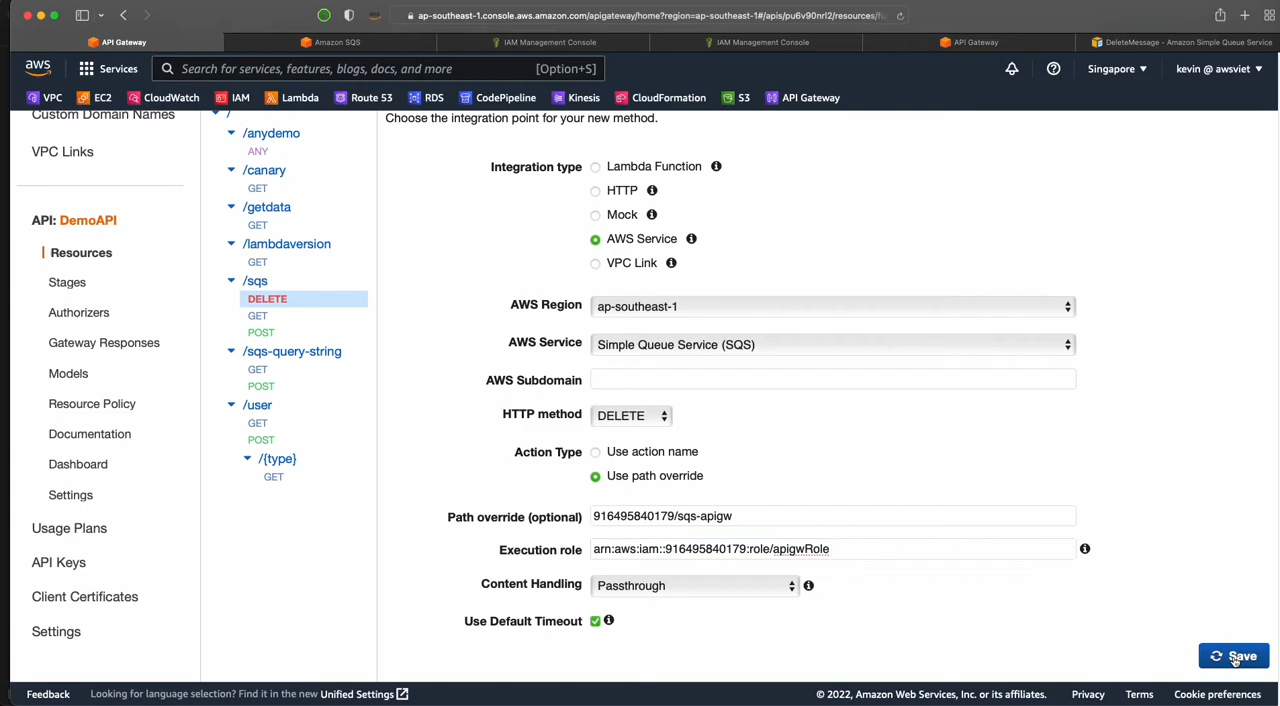 ap-southeast-1.console.aws.amazon.com/apigateway/home?region=ap-southeast-1#/apis/pu6v90nrl2/resources/
API Gateway
Amazon SQS
IAM Management Console
IAM Management Console
API Gateway
DeleteMessage - Amazon Simple Queue Service
aws
Services
Search for services, features, blogs, docs, and more
[Option+S]
Singapore
kevin @ awsviet
VPC
EC2
CloudWatch
IAM
Lambda
Route 53
RDS
CodePipeline
Kinesis
CloudFormation
S3
API Gateway
Custom Domain Names
VPC Links
API: DemoAPI
Resources
Stages
Authorizers
Gateway Responses
Models
Resource Policy
Documentation
Dashboard
Settings
Usage Plans
API Keys
Client Certificates
Settings
/
/anydemo
ANY
/canary
GET
/getdata
GET
/lambdaversion
GET
/sqs
DELETE
GET
POST
/sqs-query-string
GET
POST
/user
GET
POST
/{type}
GET
Choose the integration point for your new method.
Integration type
Lambda Function
HTTP
Mock
AWS Service
VPC Link
AWS Region ap-southeast-1
AWS Service Simple Queue Service (SQS)
AWS Subdomain
HTTP method DELETE
Action Type
Use action name
Use path override
Path override (optional) 916495840179/sqs-apigw
Execution role arn:aws:iam::916495840179:role/apigwRole
Content Handling Passthrough
Use Default Timeout
Save
Feedback
Looking for language selection? Find it in the new Unified Settings
© 2022, Amazon Web Services, Inc. or its affiliates.
Privacy
Terms
Cookie preferences